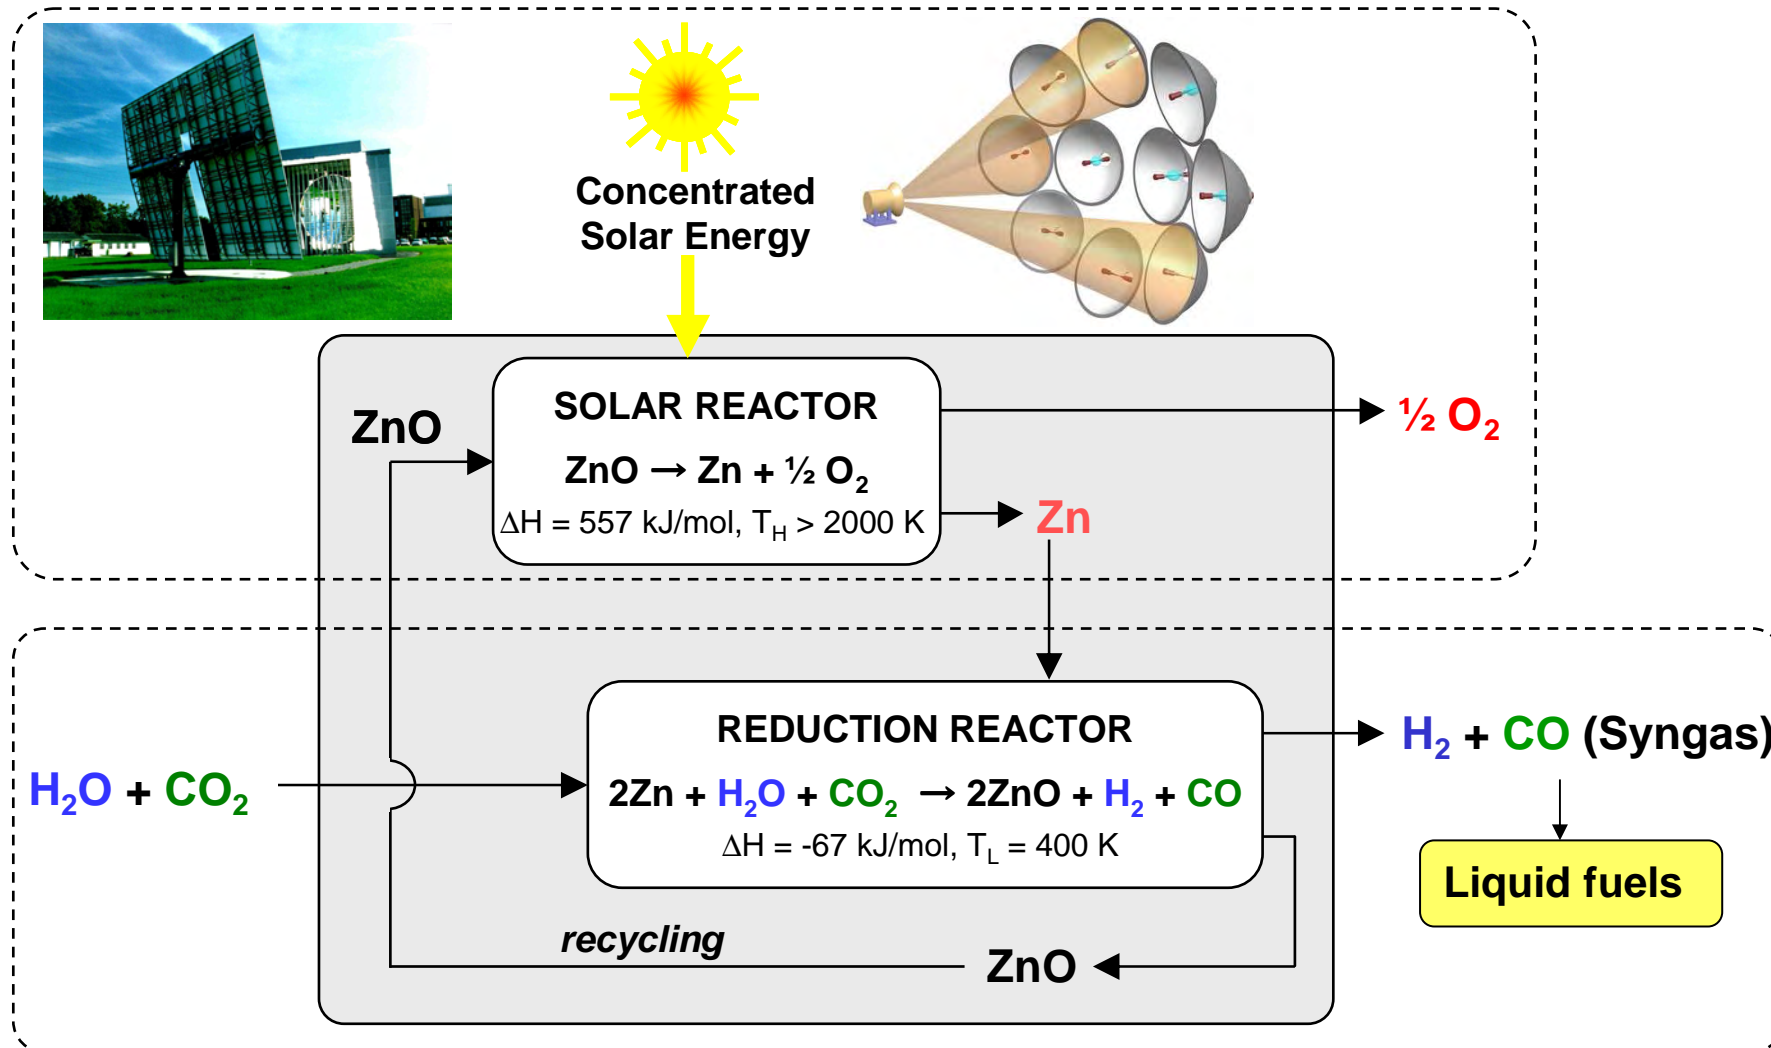 Concentrated
Solar Energy
SOLAR REACTOR
ZnO → Zn + ½ O₂
ΔH = 557 kJ/mol, T_H > 2000 K
ZnO
½ O₂
Zn
REDUCTION REACTOR
2Zn + H₂O + CO₂ → 2ZnO + H₂ + CO
ΔH = -67 kJ/mol, T_L = 400 K
H₂O + CO₂
H₂ + CO (Syngas)
Liquid fuels
recycling
ZnO